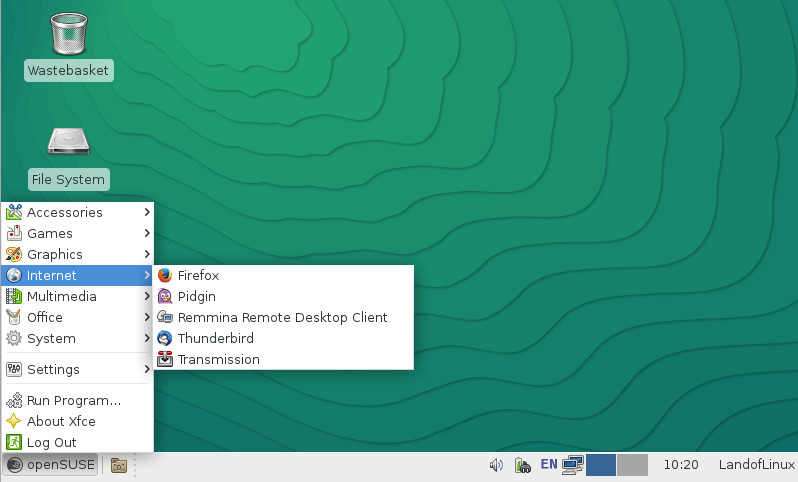 Wastebasket
File System
Accessories
Games
Graphics
Internet
Multimedia
Office
System
Settings
Run Program...
About Xfce
Log Out
Firefox
Pidgin
Remmina Remote Desktop Client
Thunderbird
Transmission
openSUSE
EN
10:20
LandofLinux